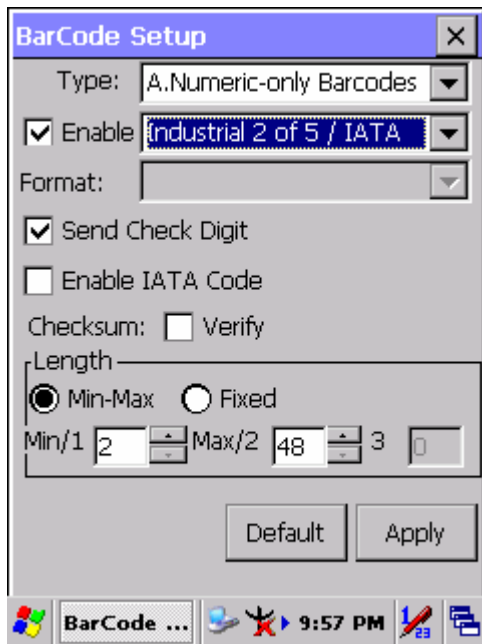 BarCode Setup
Type: A.Numeric-only Barcodes
Enable Industrial 2 of 5 / IATA
Format:
Send Check Digit
Enable IATA Code
Checksum: Verify
Length
Min-Max Fixed
Min/1 2 Max/2 48 3 0
Default Apply
BarCode ... 9:57 PM 1/23